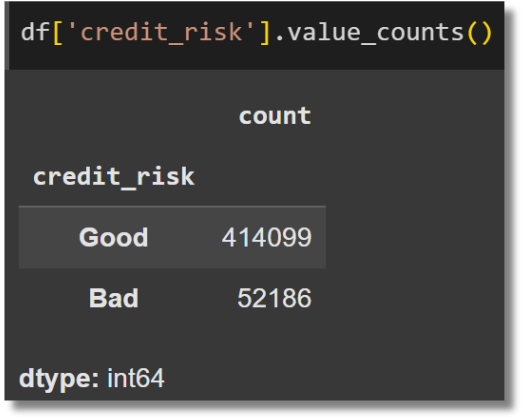 df['credit_risk'].value_counts()
count
credit_risk
Good 414099
Bad 52186
dtype: int64